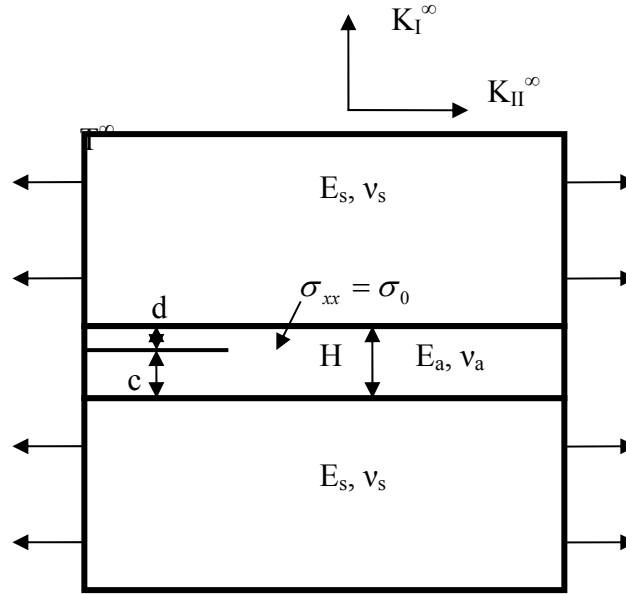 K_I^∞
K_II^∞
T^∞
E_s, ν_s
σ_xx = σ_0
d
H
E_a, ν_a
c
E_s, ν_s